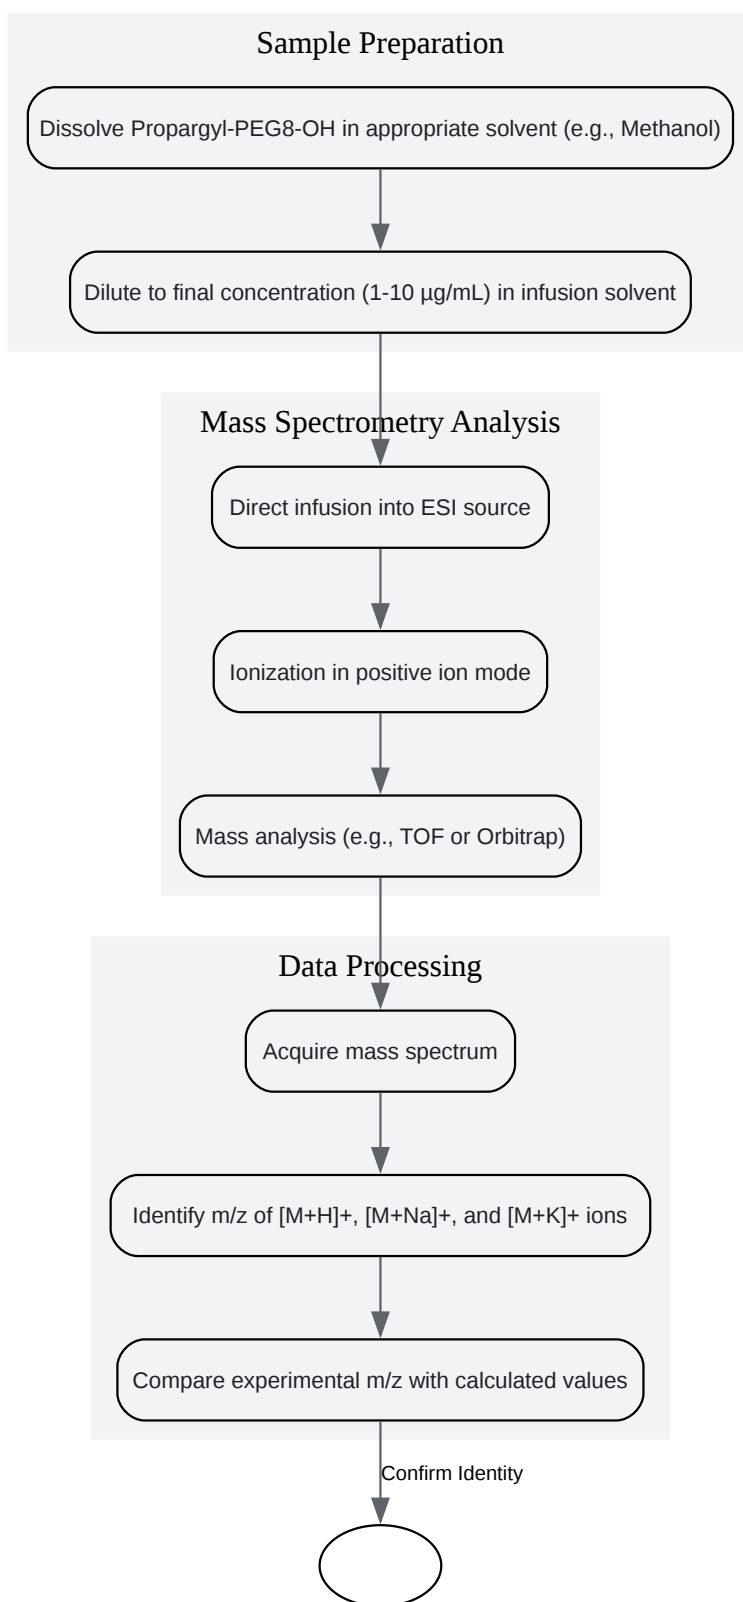 Sample Preparation
Dissolve Propargyl-PEG8-OH in appropriate solvent (e.g., Methanol)
Dilute to final concentration (1-10 µg/mL) in infusion solvent
Mass Spectrometry Analysis
Direct infusion into ESI source
Ionization in positive ion mode
Mass analysis (e.g., TOF or Orbitrap)
Data Processing
Acquire mass spectrum
Identify m/z of [M+H]+, [M+Na]+, and [M+K]+ ions
Compare experimental m/z with calculated values
Confirm Identity